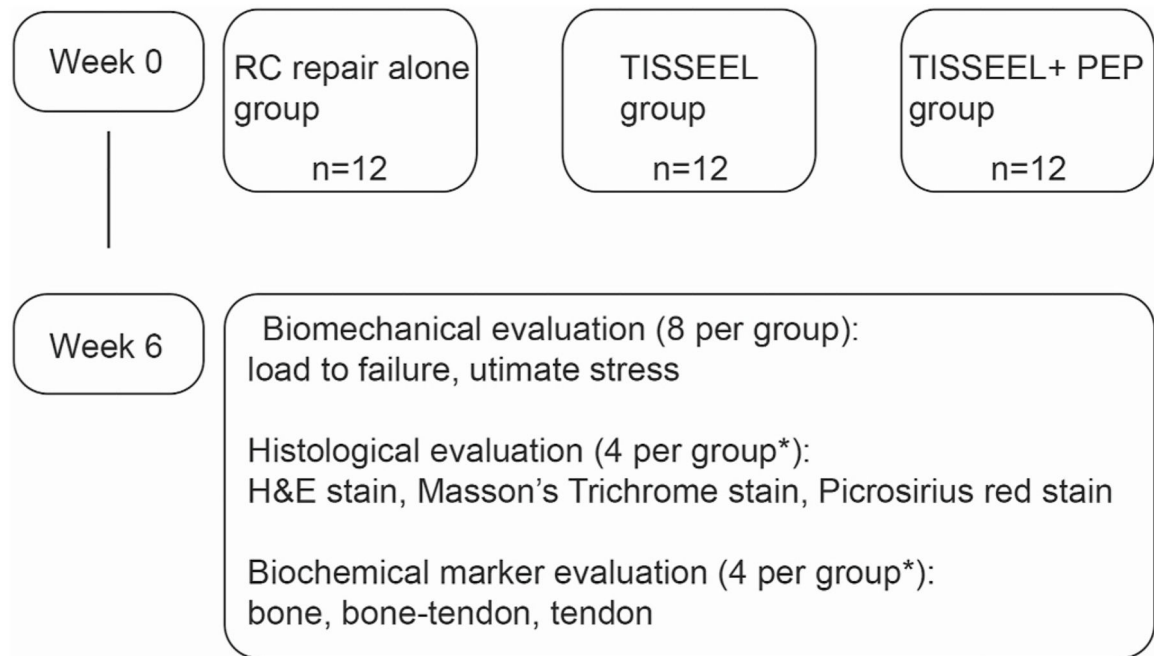 Week 0
RC repair alone
group
n=12
TISSEEL
group
n=12
TISSEEL+ PEP
group
n=12
Week 6
Biomechanical evaluation (8 per group):
load to failure, utimate stress
Histological evaluation (4 per group*):
H&E stain, Masson’s Trichrome stain, Picrosirius red stain
Biochemical marker evaluation (4 per group*):
bone, bone-tendon, tendon